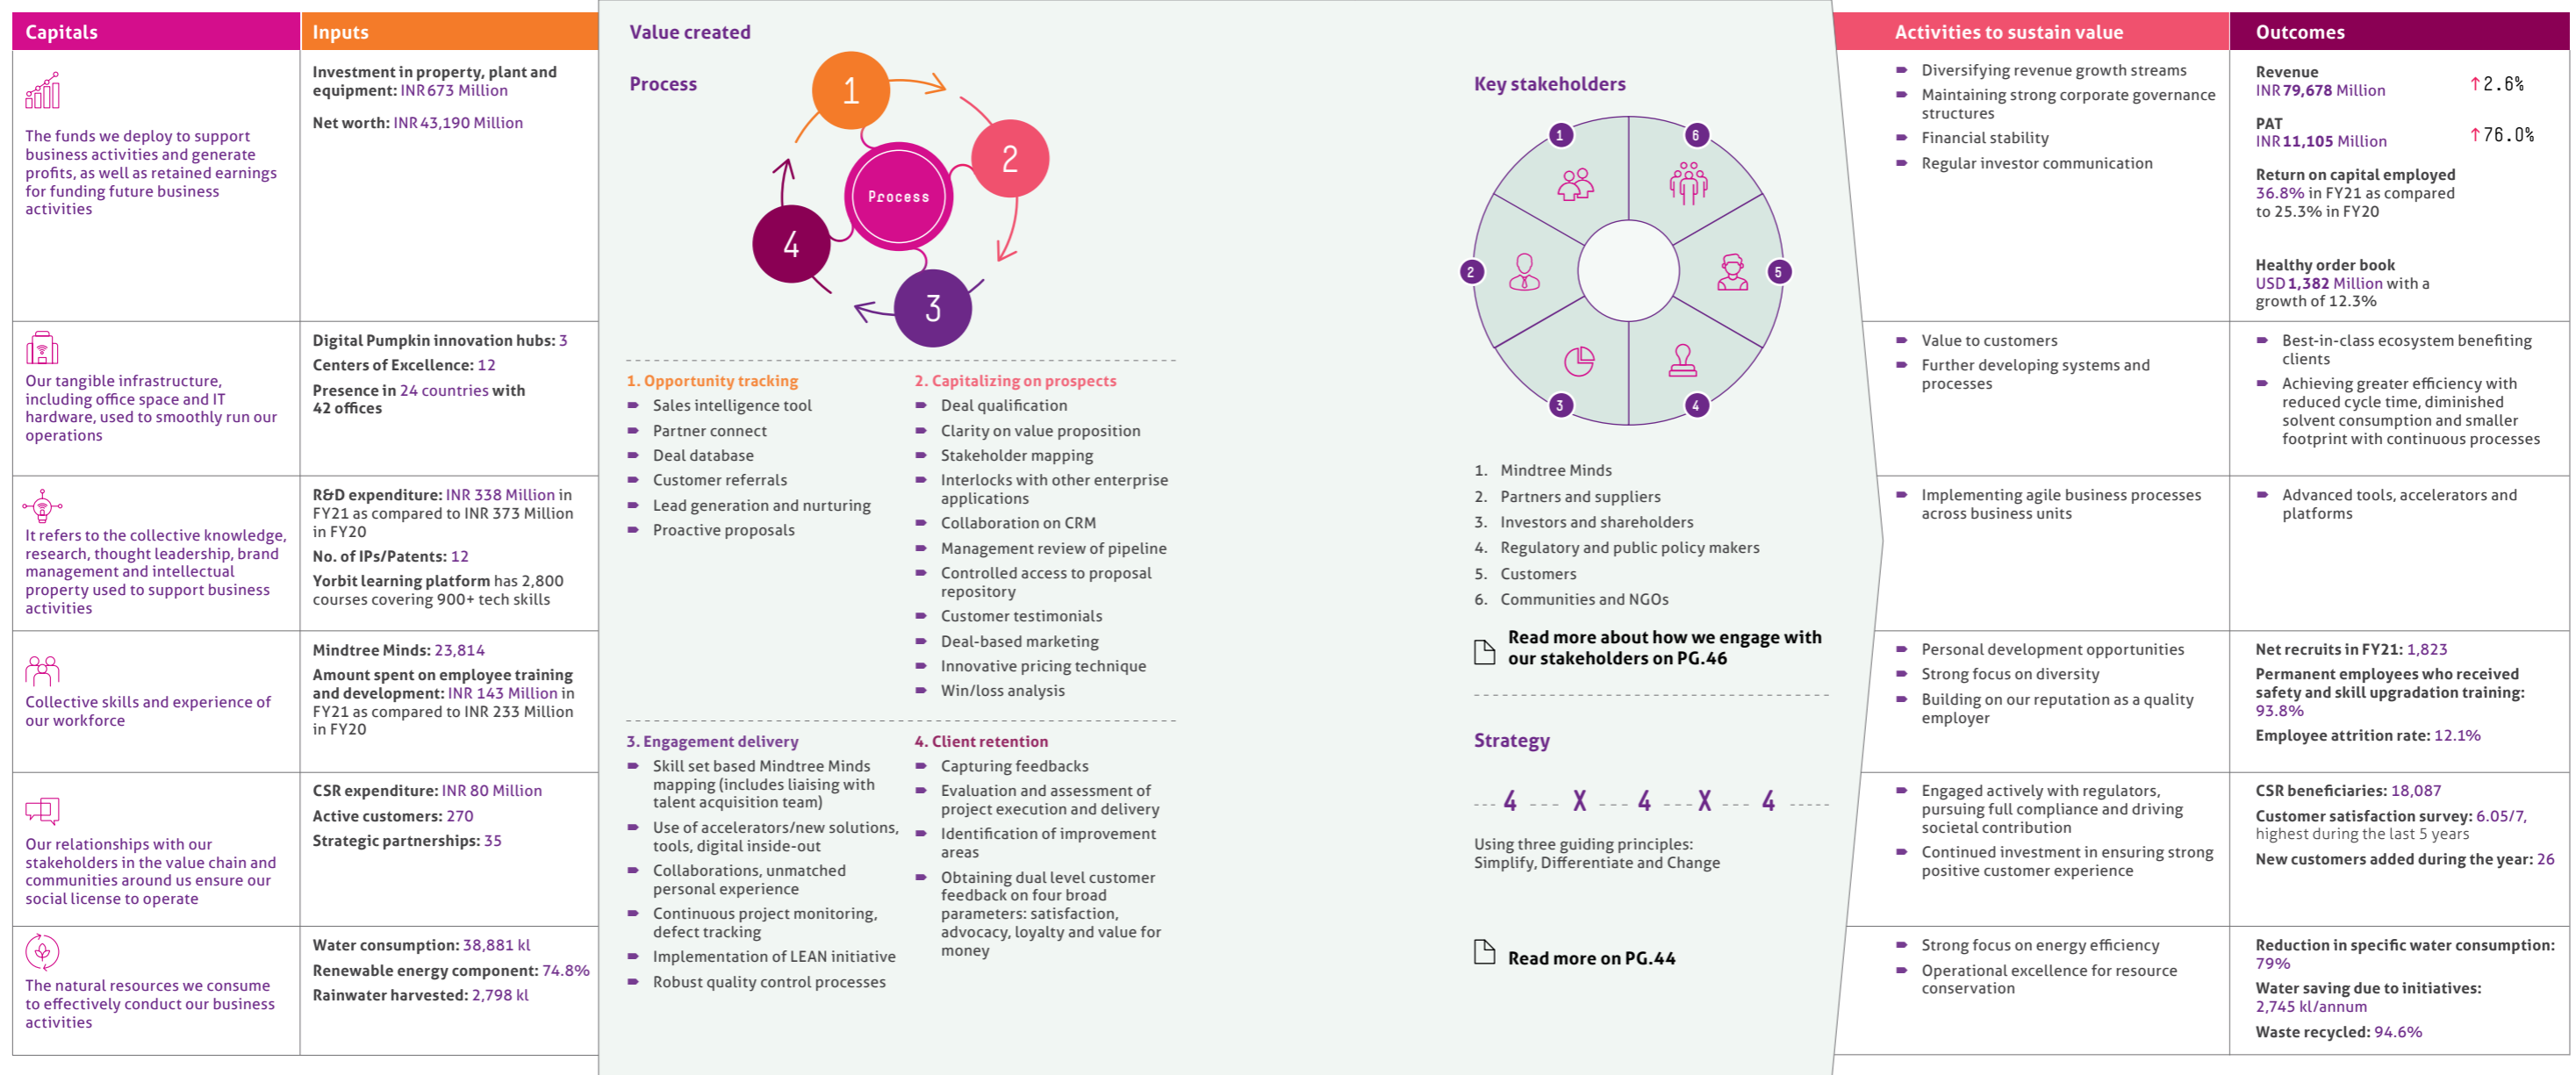 Capitals
The funds we deploy to support
business activities and generate
profits, as well as retained earnings
for funding future business
activities
Our tangible infrastructure,
including office space and IT
hardware, used to smoothly run our
operations
It refers to the collective knowledge,
research, thought leadership, brand
management and intellectual
property used to support business
activities
Collective skills and experience of
our workforce
Our relationships with our
stakeholders in the value chain and
communities around us ensure our
social license to operate
The natural resources we consume
to effectively conduct our business
activities
Inputs
Investment in property, plant and
equipment: INR 673 Million
Net worth: INR 43,190 Million
Digital Pumpkin innovation hubs: 3
Centers of Excellence: 12
Presence in 24 countries with
42 offices
R&D expenditure: INR 338 Million in
FY21 as compared to INR 373 Million
in FY20
No. of IPs/Patents: 12
Yorbit learning platform has 2,800
courses covering 900+ tech skills
Mindtree Minds: 23,814
Amount spent on employee training
and development: INR 143 Million in
FY21 as compared to INR 233 Million
in FY20
CSR expenditure: INR 80 Million
Active customers: 270
Strategic partnerships: 35
Water consumption: 38,881 kl
Renewable energy component: 74.8%
Rainwater harvested: 2,798 kl
Value created
Process
1
2
3
4
Process
1. Opportunity tracking
Sales intelligence tool
Partner connect
Deal database
Customer referrals
Lead generation and nurturing
Proactive proposals
2. Capitalizing on prospects
Deal qualification
Clarity on value proposition
Stakeholder mapping
Interlocks with other enterprise
applications
Collaboration on CRM
Management review of pipeline
Controlled access to proposal
repository
Customer testimonials
Deal-based marketing
Innovative pricing technique
Win/loss analysis
3. Engagement delivery
Skill set based Mindtree Minds
mapping (includes liaising with
talent acquisition team)
Use of accelerators/new solutions,
tools, digital inside-out
Collaborations, unmatched
personal experience
Continuous project monitoring,
defect tracking
Implementation of LEAN initiative
Robust quality control processes
4. Client retention
Capturing feedbacks
Evaluation and assessment of
project execution and delivery
Identification of improvement
areas
Obtaining dual level customer
feedback on four broad
parameters: satisfaction,
advocacy, loyalty and value for
money
Key stakeholders
1
6
2
5
3
4
1. Mindtree Minds
2. Partners and suppliers
3. Investors and shareholders
4. Regulatory and public policy makers
5. Customers
6. Communities and NGOs
Read more about how we engage with
our stakeholders on PG.46
Strategy
4 X 4 X 4
Using three guiding principles:
Simplify, Differentiate and Change
Read more on PG.44
Activities to sustain value
Diversifying revenue growth streams
Maintaining strong corporate governance
structures
Financial stability
Regular investor communication
Value to customers
Further developing systems and
processes
Implementing agile business processes
across business units
Personal development opportunities
Strong focus on diversity
Building on our reputation as a quality
employer
Engaged actively with regulators,
pursuing full compliance and driving
societal contribution
Continued investment in ensuring strong
positive customer experience
Strong focus on energy efficiency
Operational excellence for resource
conservation
Outcomes
Revenue
INR 79,678 Million ↑2.6%
PAT
INR 11,105 Million ↑76.0%
Return on capital employed
36.8% in FY21 as compared
to 25.3% in FY20
Healthy order book
USD 1,382 Million with a
growth of 12.3%
Best-in-class ecosystem benefiting
clients
Achieving greater efficiency with
reduced cycle time, diminished
solvent consumption and smaller
footprint with continuous processes
Advanced tools, accelerators and
platforms
Net recruits in FY21: 1,823
Permanent employees who received
safety and skill upgradation training:
93.8%
Employee attrition rate: 12.1%
CSR beneficiaries: 18,087
Customer satisfaction survey: 6.05/7,
highest during the last 5 years
New customers added during the year: 26
Reduction in specific water consumption:
79%
Water saving due to initiatives:
2,745 kl/annum
Waste recycled: 94.6%